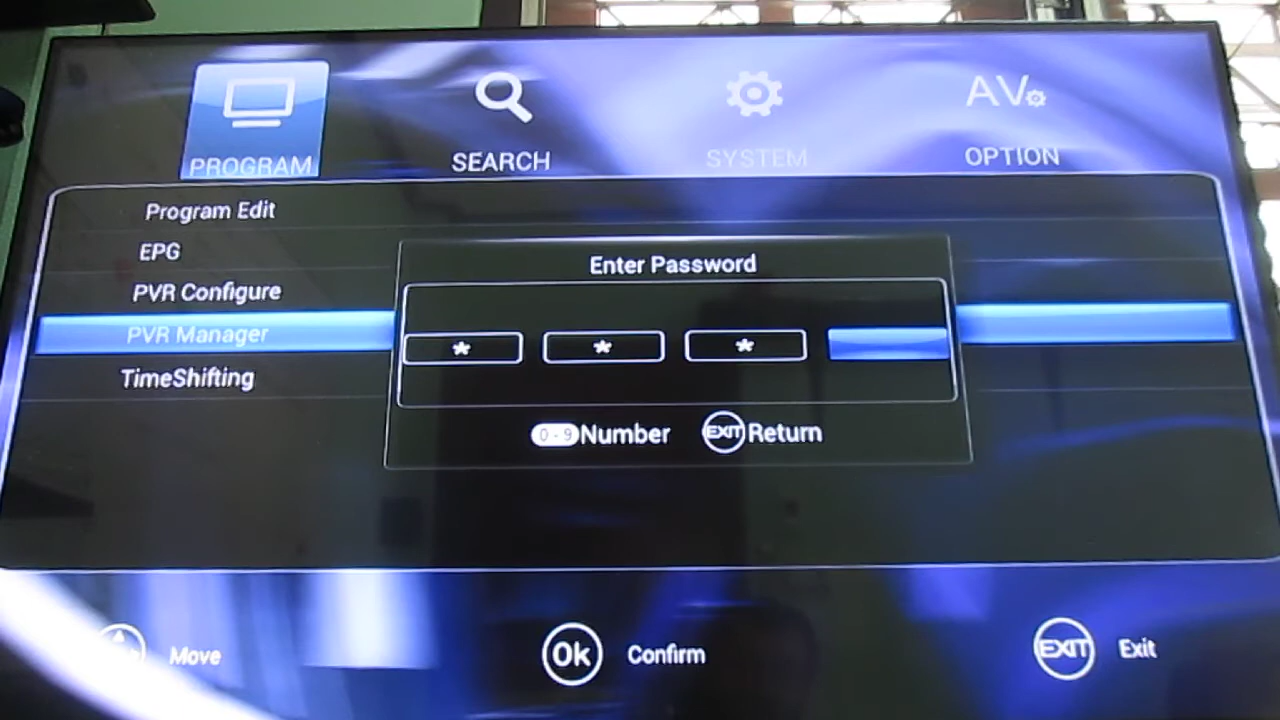 PROGRAM SEARCH SYSTEM AV OPTION
Program Edit
EPG
PVR Configure
PVR Manager
TimeShifting
Enter Password
* * *
0-9 Number EXIT Return
Move Ok Confirm EXIT Exit